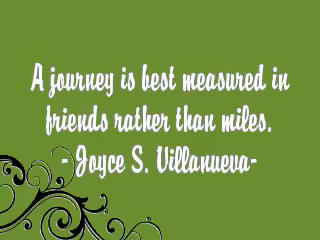 A journey is best measured in
friends rather than miles.
- Joyce S. Villanueva-